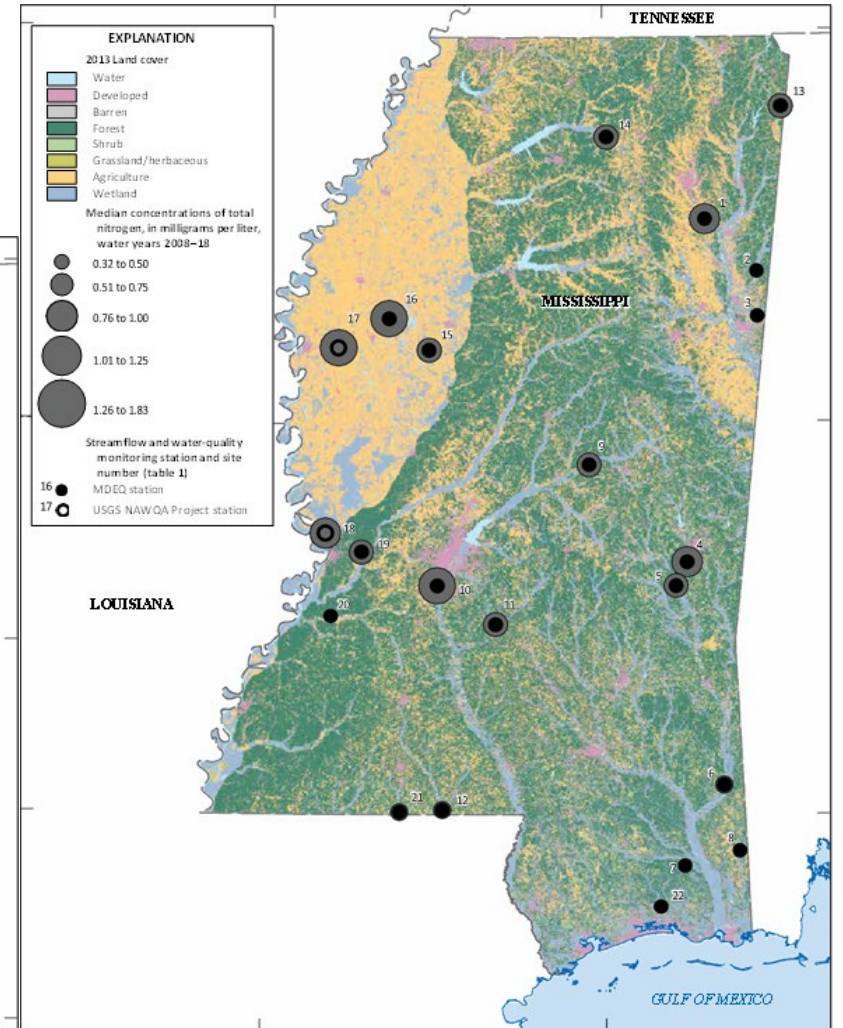 TENNESSEE
EXPLANATION
2013 Land cover
Water
Developed
Barren
Forest
Shrub
Grassland/herbaceous
Agriculture
Wetland
Median concentrations of total
nitrogen, in milligrams per liter,
water years 2008–18
0.32 to 0.50
0.51 to 0.75
0.76 to 1.00
1.01 to 1.25
1.26 to 1.83
Streamflow and water-quality
monitoring station and site
number (table 1)
16 MDEQ station
17 USGS NAWQA Project station
13
14
1
2
MISSISSIPPI
3
16
17
15
9
18
19
4
5
10
LOUISIANA
20
11
6
21
12
8
7
22
GULF OF MEXICO